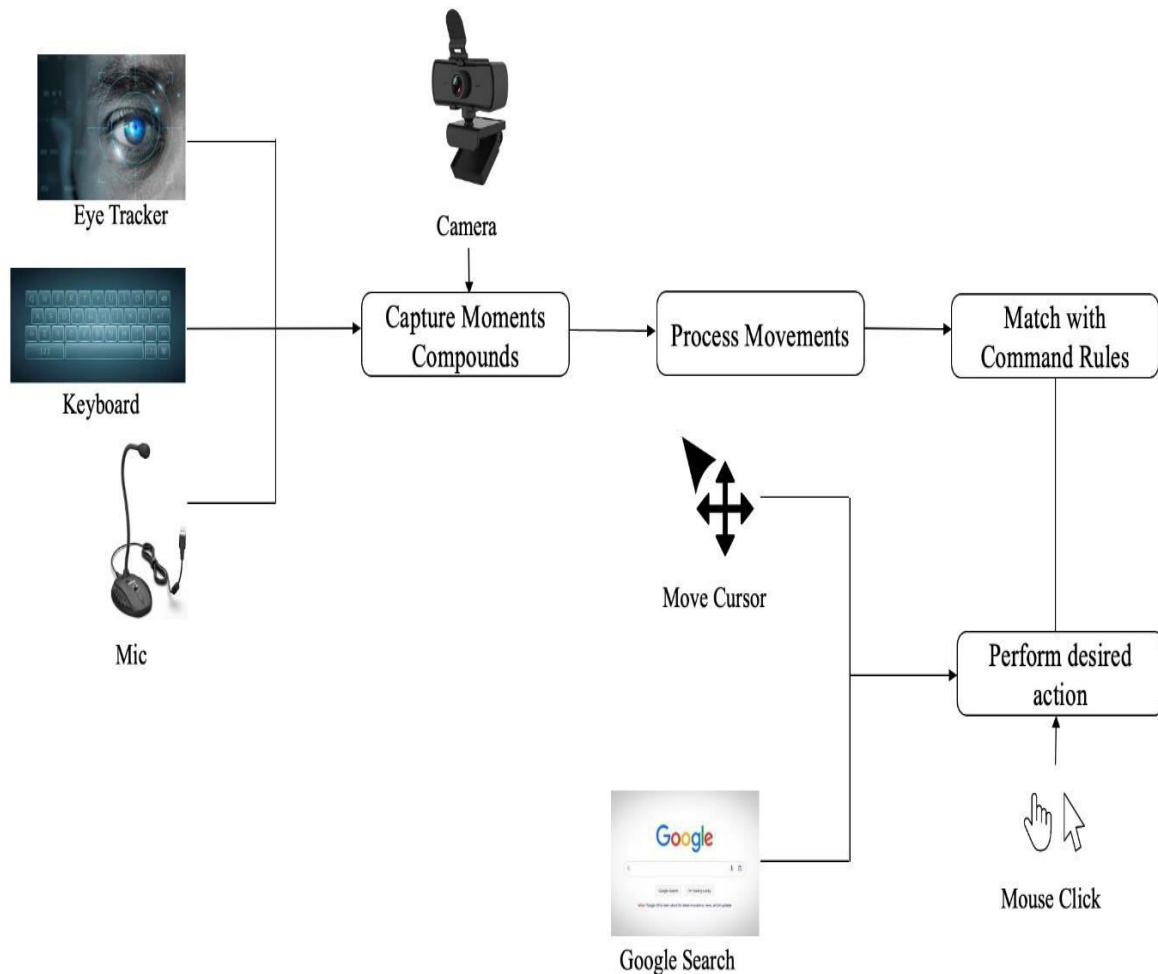 Eye Tracker
Camera
Keyboard
Capture Moments
Compounds
Process Movements
Match with
Command Rules
Mic
Move Cursor
Perform desired
action
Google
Google Search
Mouse Click